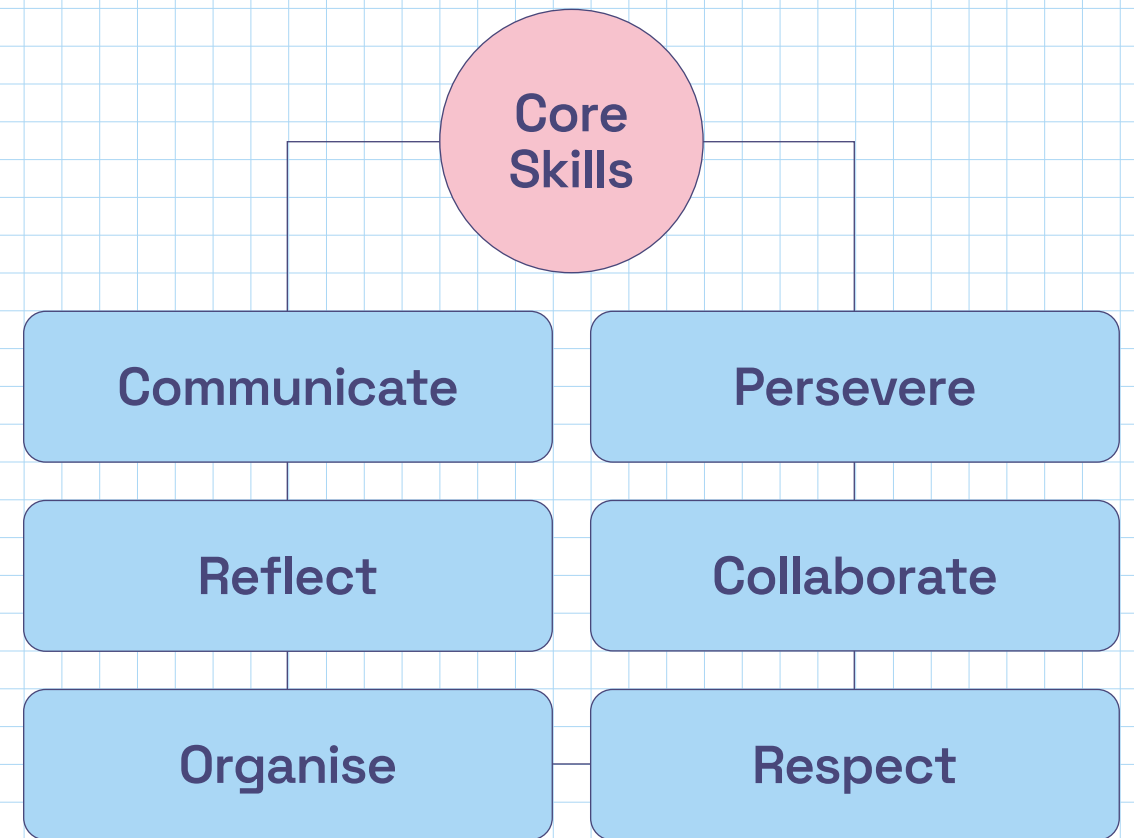 Core
Skills
Communicate
Persevere
Reflect
Collaborate
Organise
Respect